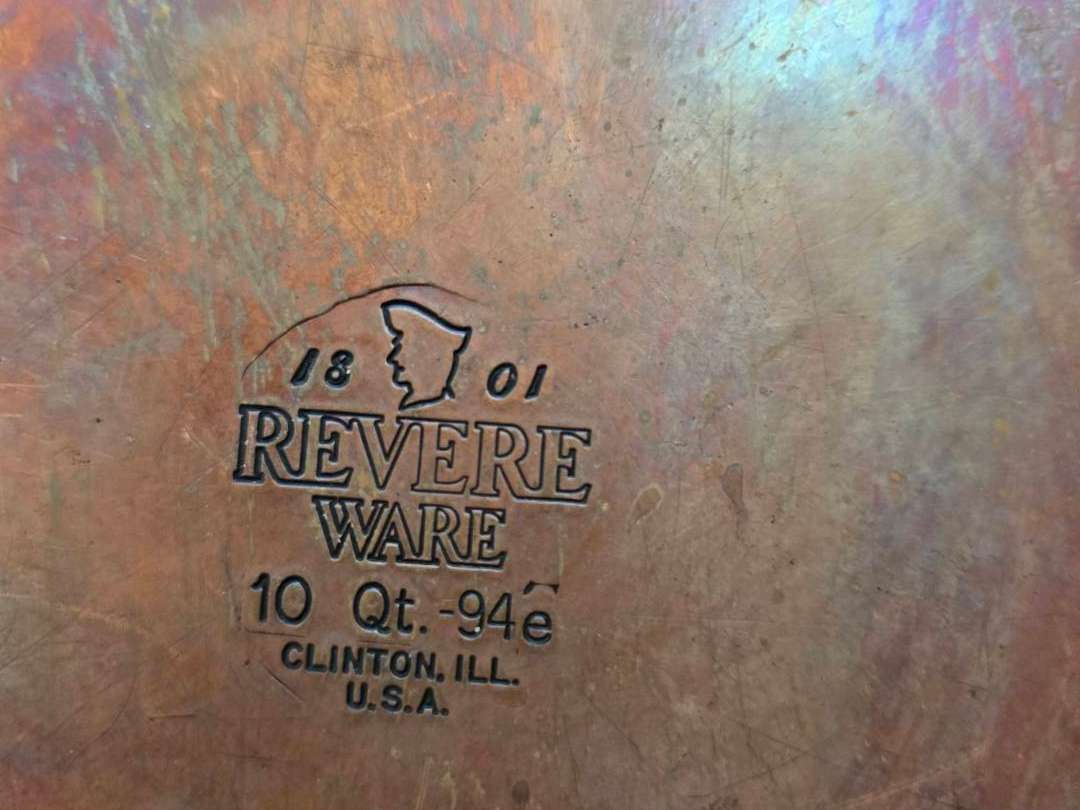 18 01
REVERE
WARE
10 Qt.-94e
CLINTON, ILL.
U.S.A.